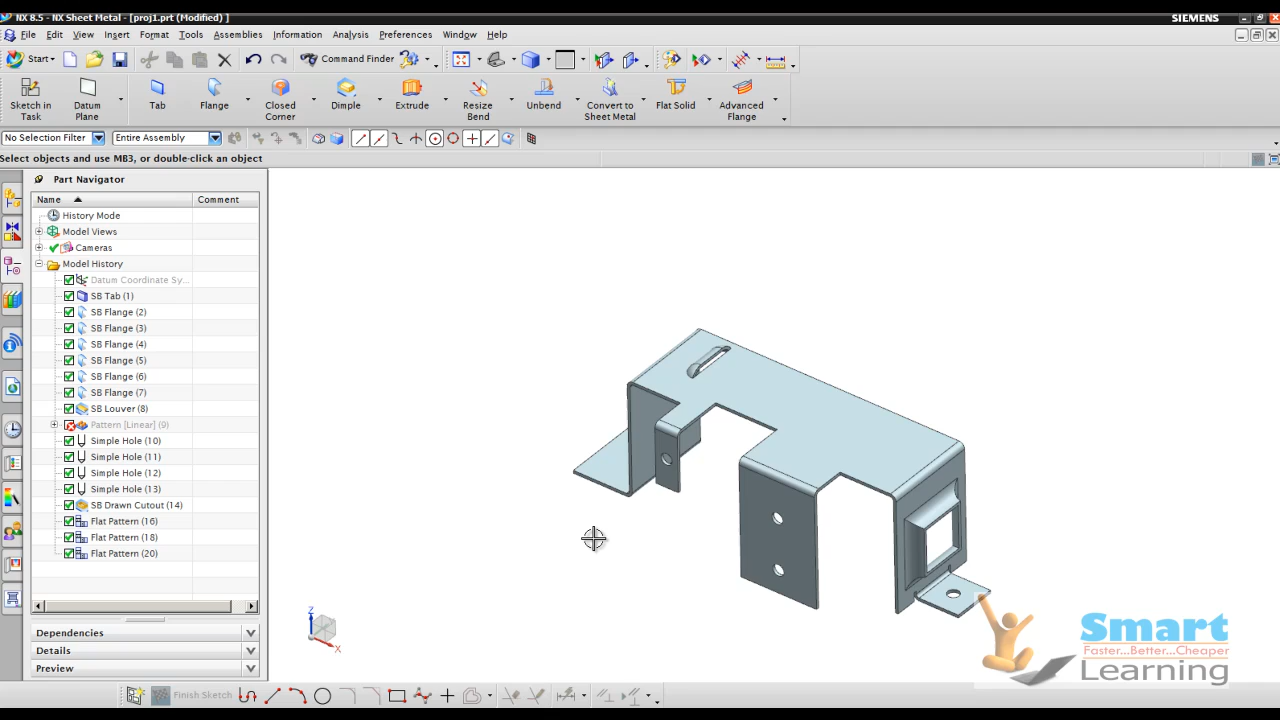 NX 8.5 - NX Sheet Metal - [proj1.prt (Modified) ]
SIEMENS
File Edit View Insert Format Tools Assemblies Information Analysis Preferences Window Help
Start
Command Finder
Sketch in Task
Datum Plane
Tab
Flange
Closed Corner
Dimple
Extrude
Resize Bend
Unbend
Convert to Sheet Metal
Flat Solid
Advanced Flange
No Selection Filter
Entire Assembly
Select objects and use MB3, or double-click an object
Part Navigator
Name Comment
History Mode
Model Views
Cameras
Model History
Datum Coordinate Sy...
SB Tab (1)
SB Flange (2)
SB Flange (3)
SB Flange (4)
SB Flange (5)
SB Flange (6)
SB Flange (7)
SB Louver (8)
Pattern [Linear] (9)
Simple Hole (10)
Simple Hole (11)
Simple Hole (12)
Simple Hole (13)
SB Drawn Cutout (14)
Flat Pattern (16)
Flat Pattern (18)
Flat Pattern (20)
Z
X
Dependencies
Details
Preview
Smart
Faster...Better...Cheaper
Learning
Finish Sketch